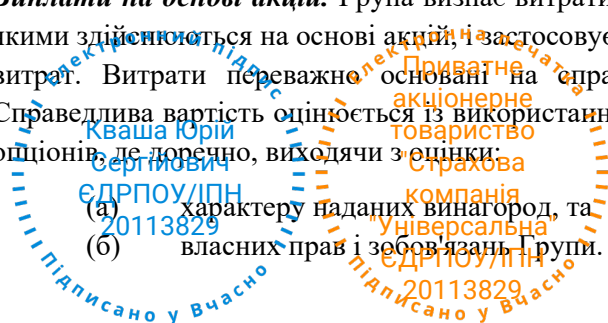 Виплати на основі акцій. Група визнає витрати
якими здійснюються на основі акцій, і застосовує
витрат. Витрати переважно основані на спра
Справедлива вартість оцінюється із використанн
опціонів, де доречно, виходячи з оцінки:
(а) характеру наданих винагород, та
(б) власних прав і зобов'язань Групи.
Електронний підпис
Кваша Юрій
Сергійович
ЄДРПОУ/ІПН
20113829
Підписано у Вчасно
Електронна печатка
Приватне
акціонерне
товариство
"Страхова
компанія
"Універсальна"
ЄДРПОУ/ІПН
20113829
Підписано у Вчасно